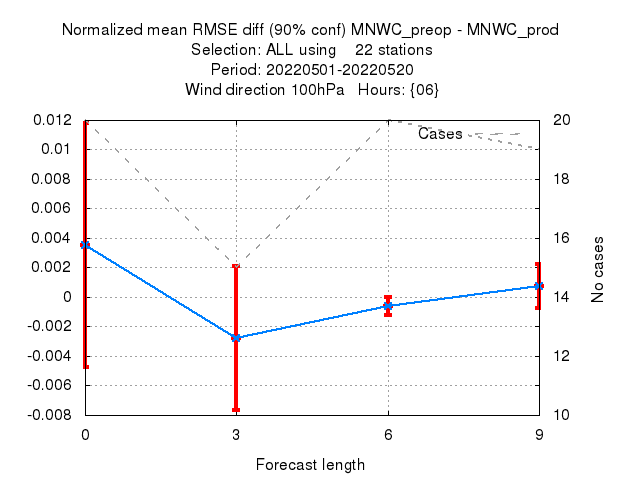 Normalized mean RMSE diff (90% conf) MNWC_preop - MNWC_prod
Selection: ALL using    22 stations
Period: 20220501-20220520
Wind direction 100hPa   Hours: {06}
0.012
0.01
0.008
0.006
0.004
0.002
0
-0.002
-0.004
-0.006
-0.008
20
18
16
14
12
10
Cases
No cases
0 3 6 9
Forecast length